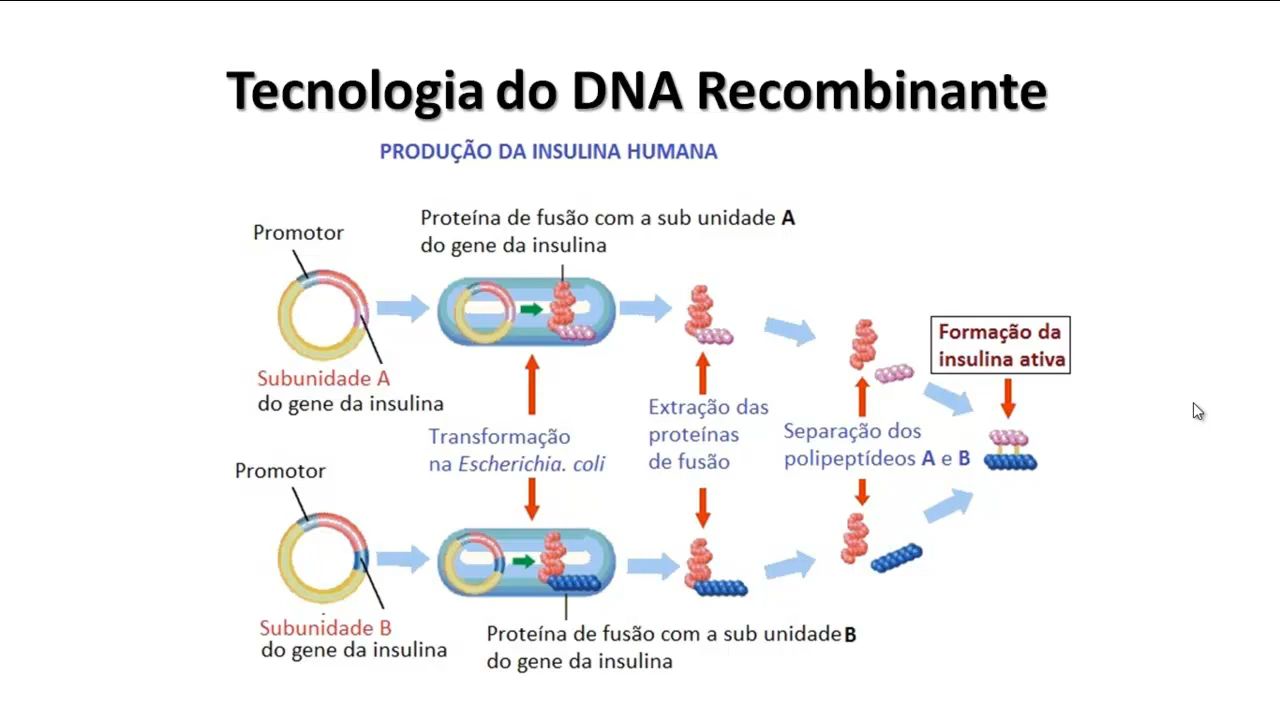 Tecnologia do DNA Recombinante
PRODUÇÃO DA INSULINA HUMANA
Proteína de fusão com a sub unidade A
do gene da insulina
Promotor
Subunidade A
do gene da insulina
Transformação
na Escherichia. coli
Extração das
proteínas
de fusão
Separação dos
polipeptídeos A e B
Formação da
insulina ativa
Promotor
Subunidade B
do gene da insulina
Proteína de fusão com a sub unidade B
do gene da insulina